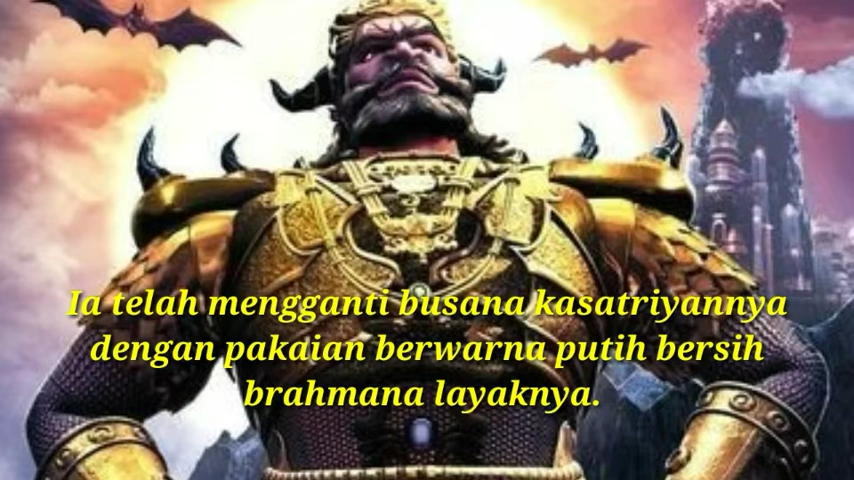 Ia telah mengganti busana kasatriyannya
dengan pakaian berwarna putih bersih
brahmana layaknya.